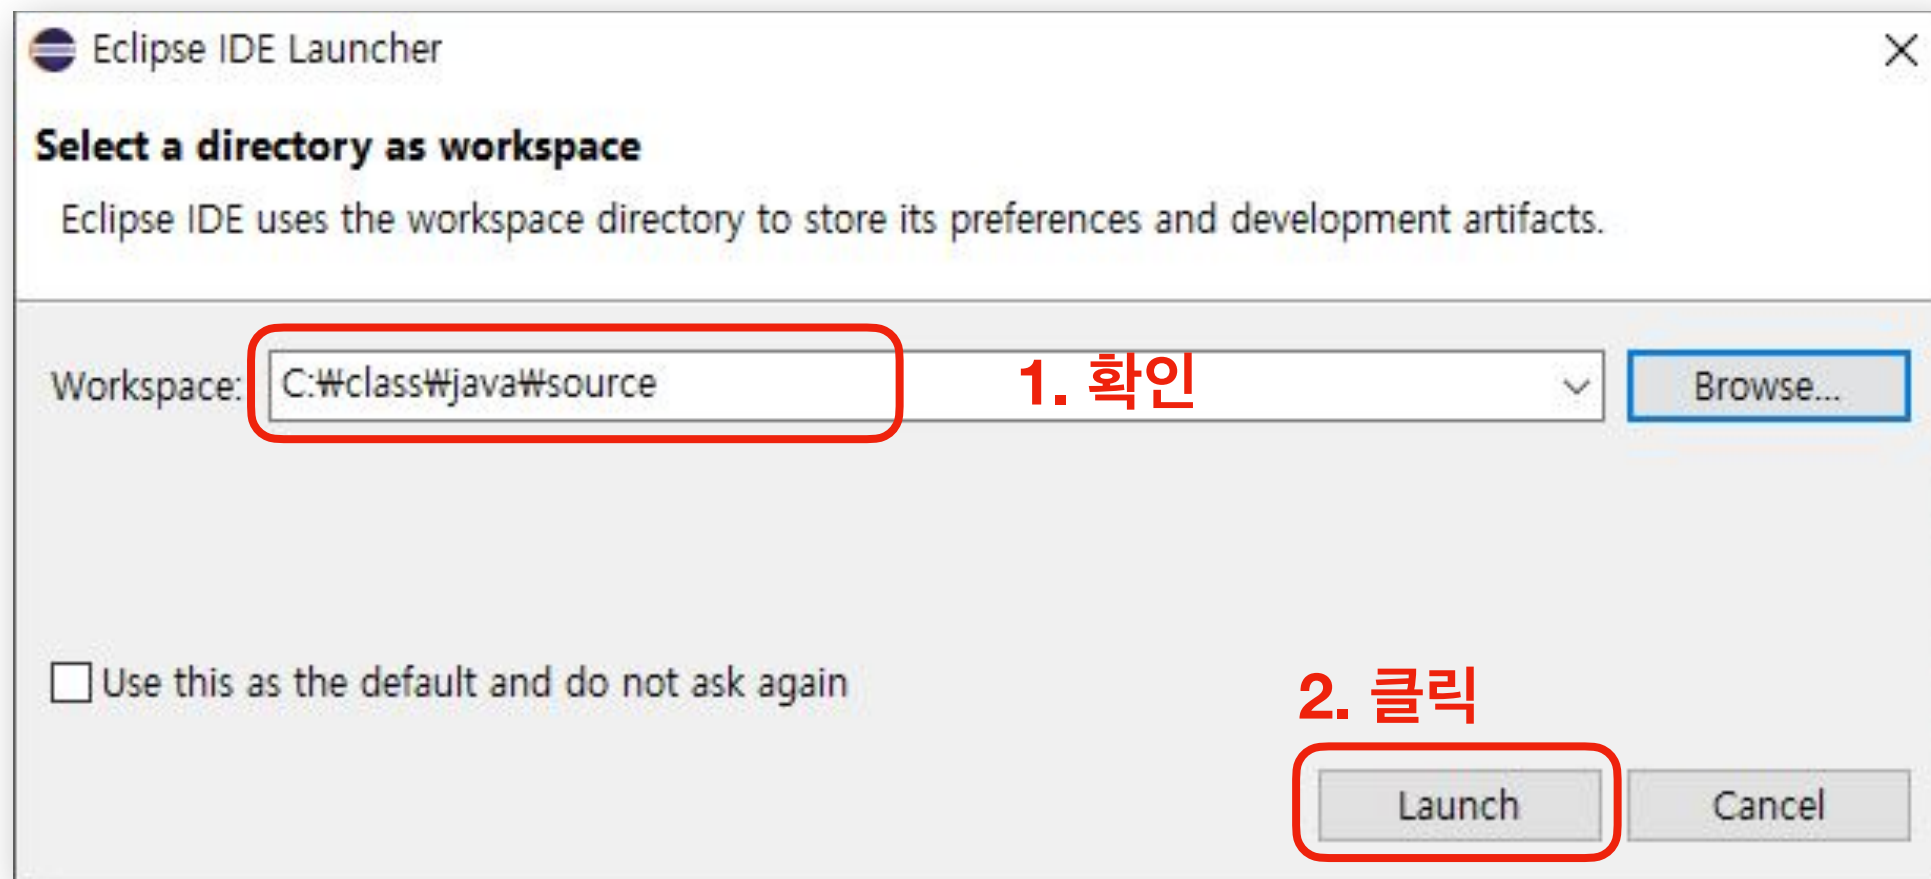 Eclipse IDE Launcher
Select a directory as workspace
Eclipse IDE uses the workspace directory to store its preferences and development artifacts.
Workspace: C:₩class₩java₩source 1. 확인 Browse...
Use this as the default and do not ask again
2. 클릭
Launch Cancel